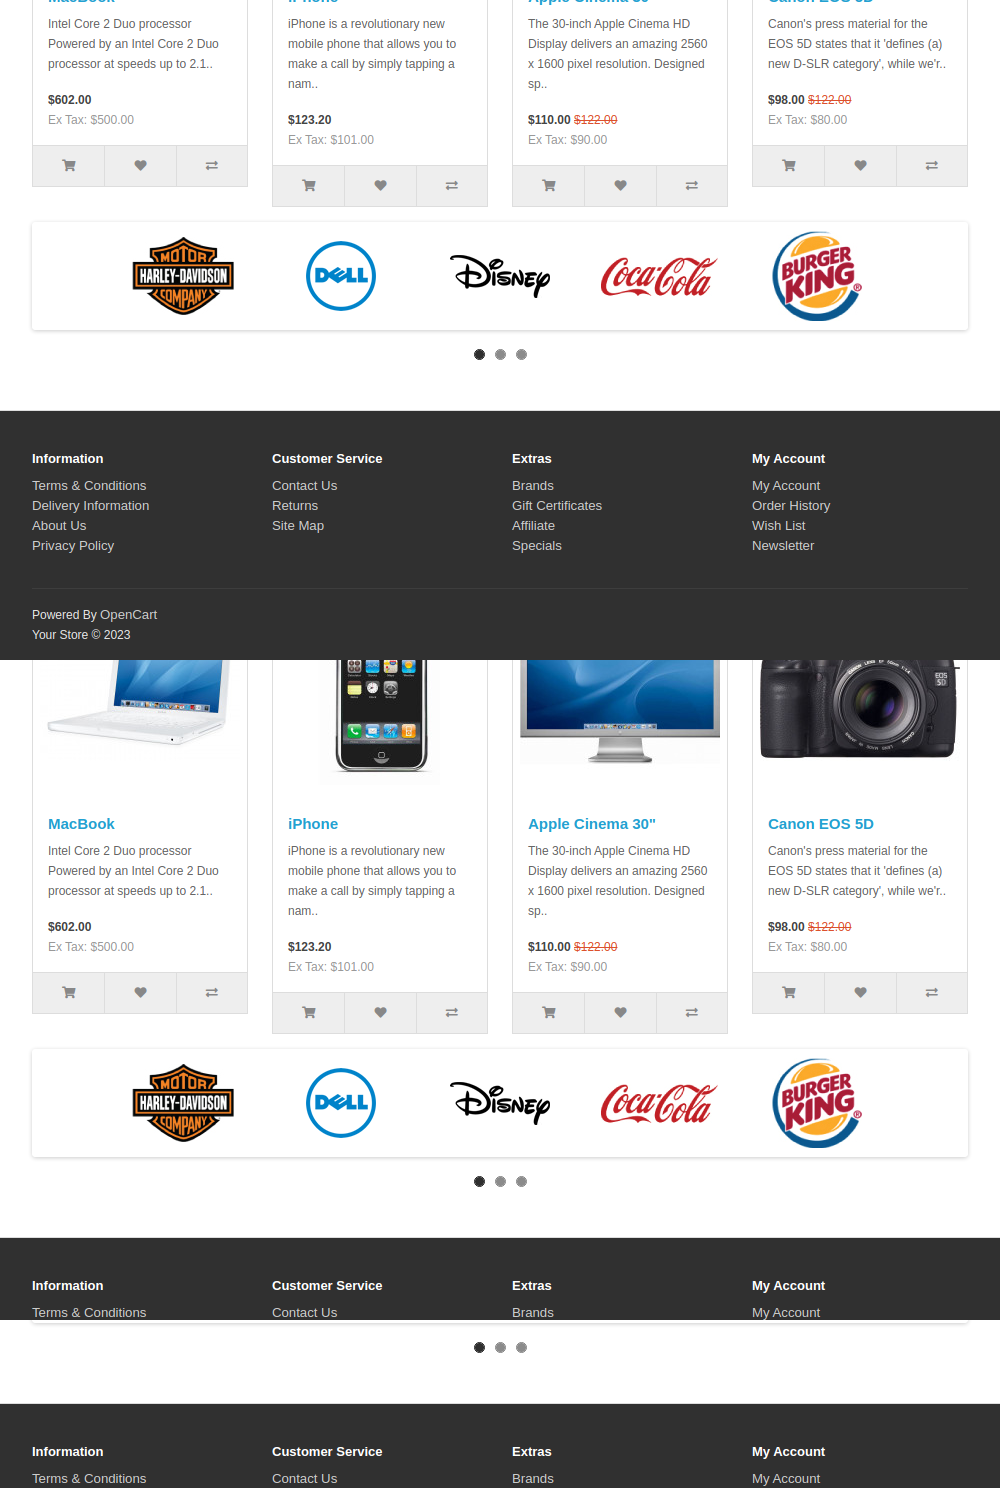 MacBook
iPhone
Apple Cinema 30"
Canon EOS 5D
Intel Core 2 Duo processor
Powered by an Intel Core 2 Duo
processor at speeds up to 2.1..
iPhone is a revolutionary new
mobile phone that allows you to
make a call by simply tapping a
nam..
The 30-inch Apple Cinema HD
Display delivers an amazing 2560
x 1600 pixel resolution. Designed
sp..
Canon's press material for the
EOS 5D states that it 'defines (a)
new D-SLR category', while we'r..
$602.00
Ex Tax: $500.00
$123.20
Ex Tax: $101.00
$110.00 $122.00
Ex Tax: $90.00
$98.00 $122.00
Ex Tax: $80.00
MOTOR
HARLEY-DAVIDSON
COMPANY
DELL
Disney
Coca-Cola
BURGER
KING
®
Information
Terms & Conditions
Delivery Information
About Us
Privacy Policy
Customer Service
Contact Us
Returns
Site Map
Extras
Brands
Gift Certificates
Affiliate
Specials
My Account
My Account
Order History
Wish List
Newsletter
Powered By OpenCart
Your Store © 2023
EOS
5D
MacBook
Intel Core 2 Duo processor
Powered by an Intel Core 2 Duo
processor at speeds up to 2.1..
$602.00
Ex Tax: $500.00
iPhone
iPhone is a revolutionary new
mobile phone that allows you to
make a call by simply tapping a
nam..
$123.20
Ex Tax: $101.00
Apple Cinema 30"
The 30-inch Apple Cinema HD
Display delivers an amazing 2560
x 1600 pixel resolution. Designed
sp..
$110.00 $122.00
Ex Tax: $90.00
Canon EOS 5D
Canon's press material for the
EOS 5D states that it 'defines (a)
new D-SLR category', while we'r..
$98.00 $122.00
Ex Tax: $80.00
MOTOR
HARLEY-DAVIDSON
COMPANY
DELL
Disney
Coca-Cola
BURGER
KING
®
Information
Terms & Conditions
Customer Service
Contact Us
Extras
Brands
My Account
My Account
Information
Terms & Conditions
Customer Service
Contact Us
Extras
Brands
My Account
My Account